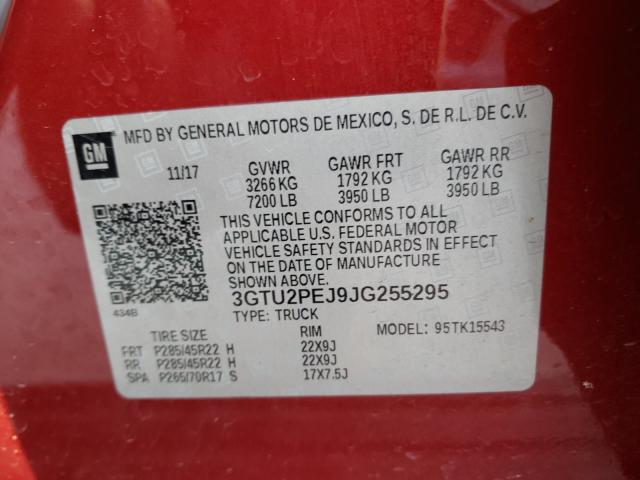 GM
MFD BY GENERAL MOTORS DE MEXICO, S. DE R.L. DE C.V.
11/17 GVWR GAWR FRT GAWR RR
3266 KG 1792 KG 1792 KG
7200 LB 3950 LB 3950 LB
THIS VEHICLE CONFORMS TO ALL
APPLICABLE U.S. FEDERAL MOTOR
VEHICLE SAFETY STANDARDS IN EFFECT
ON THE DATE OF MANUFACTURE
SHOWN ABOVE.
434B
3GTU2PEJ9JG255295
TYPE: TRUCK
TIRE SIZE RIM MODEL: 95TK15543
FRT P285/45R22 H 22X9J
RR P285/45R22 H 22X9J
SPA P265/70R17 S 17X7.5J